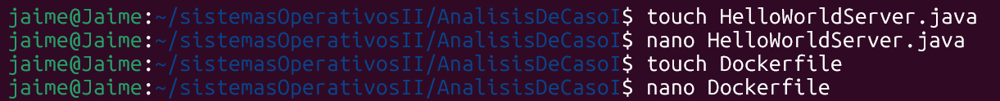 jaime@Jaime:~/sistemasOperativosII/AnalisisDeCasoI$ touch HelloWorldServer.java
jaime@Jaime:~/sistemasOperativosII/AnalisisDeCasoI$ nano HelloWorldServer.java
jaime@Jaime:~/sistemasOperativosII/AnalisisDeCasoI$ touch Dockerfile
jaime@Jaime:~/sistemasOperativosII/AnalisisDeCasoI$ nano Dockerfile